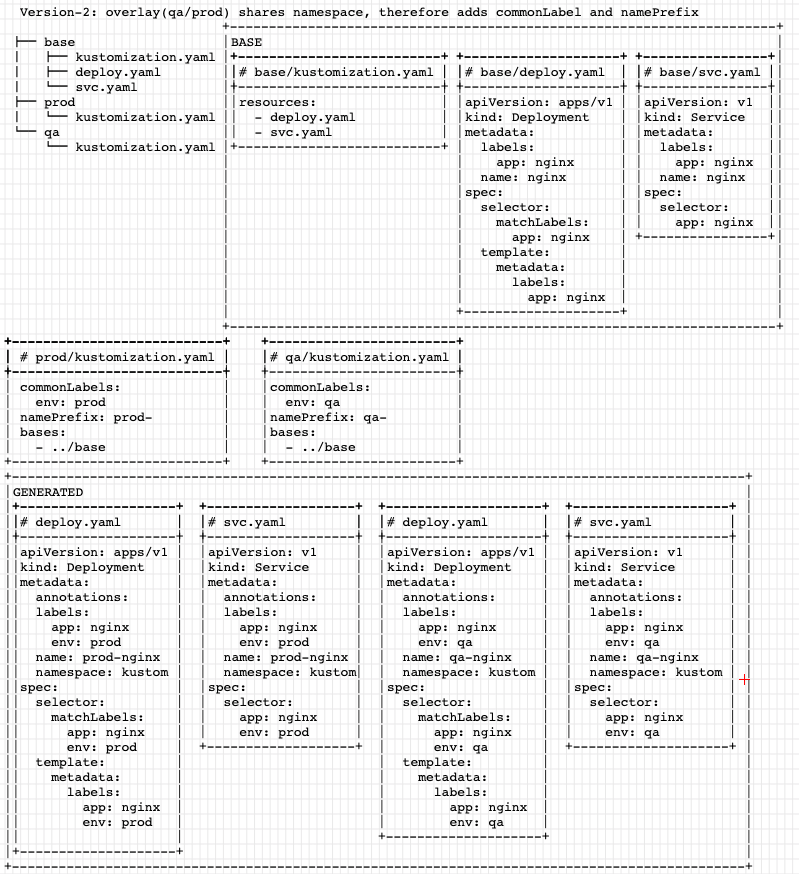 Version-2: overlay(qa/prod) shares namespace, therefore adds commonLabel and namePrefix
├── base
│   ├── kustomization.yaml
│   ├── deploy.yaml
│   └── svc.yaml
├── prod
│   └── kustomization.yaml
└── qa
    └── kustomization.yaml
BASE
# base/kustomization.yaml
resources:
  - deploy.yaml
  - svc.yaml
# base/deploy.yaml
apiVersion: apps/v1
kind: Deployment
metadata:
  labels:
    app: nginx
  name: nginx
spec:
  selector:
    matchLabels:
      app: nginx
  template:
    metadata:
      labels:
        app: nginx
# base/svc.yaml
apiVersion: v1
kind: Service
metadata:
  labels:
    app: nginx
  name: nginx
spec:
  selector:
    app: nginx
# prod/kustomization.yaml
commonLabels:
  env: prod
namePrefix: prod-
bases:
  - ../base
# qa/kustomization.yaml
commonLabels:
  env: qa
namePrefix: qa-
bases:
  - ../base
GENERATED
# deploy.yaml
apiVersion: apps/v1
kind: Deployment
metadata:
  annotations:
  labels:
    app: nginx
    env: prod
  name: prod-nginx
  namespace: kustom
spec:
  selector:
    matchLabels:
      app: nginx
      env: prod
  template:
    metadata:
      labels:
        app: nginx
        env: prod
# svc.yaml
apiVersion: v1
kind: Service
metadata:
  annotations:
  labels:
    app: nginx
    env: prod
  name: prod-nginx
  namespace: kustom
spec:
  selector:
    app: nginx
    env: prod
# deploy.yaml
apiVersion: apps/v1
kind: Deployment
metadata:
  annotations:
  labels:
    app: nginx
    env: qa
  name: qa-nginx
  namespace: kustom
spec:
  selector:
    matchLabels:
      app: nginx
      env: qa
  template:
    metadata:
      labels:
        app: nginx
        env: qa
# svc.yaml
apiVersion: v1
kind: Service
metadata:
  annotations:
  labels:
    app: nginx
    env: qa
  name: qa-nginx
  namespace: kustom
spec:
  selector:
    app: nginx
    env: qa